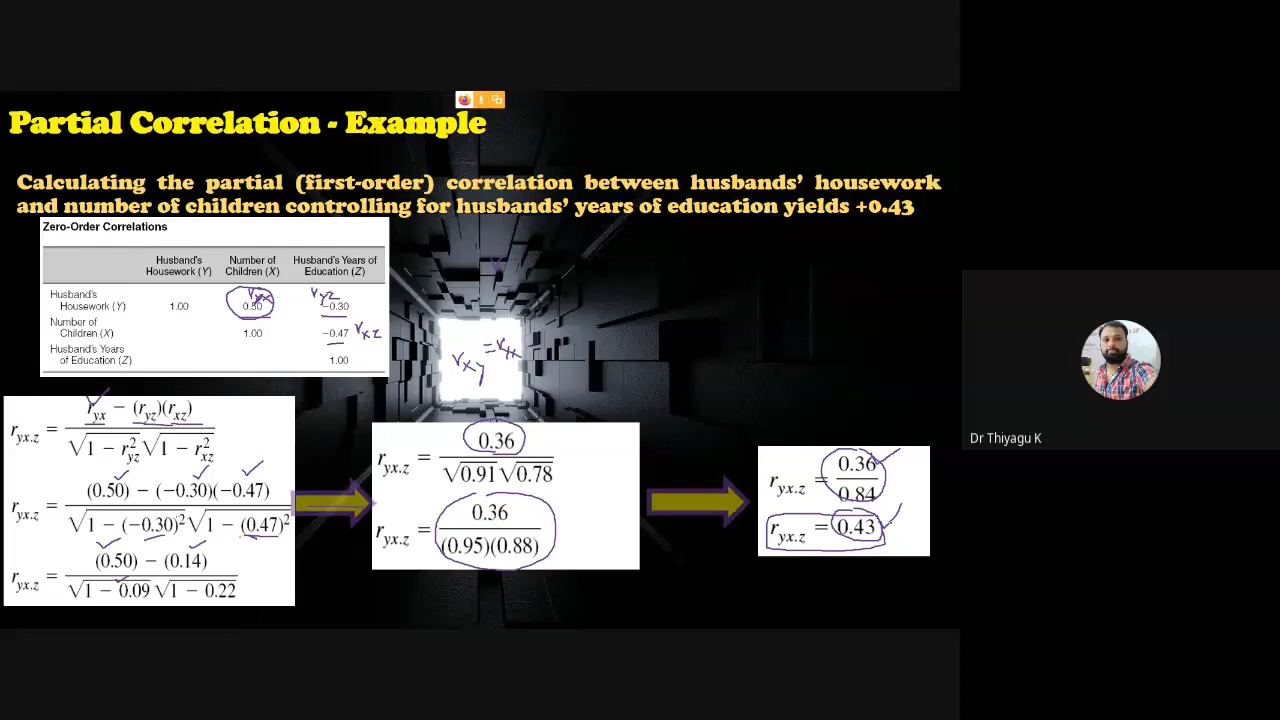 Partial Correlation - Example
Calculating the partial (first-order) correlation between husbands' housework
and number of children controlling for husbands' years of education yields +0.43
Zero-Order Correlations
Husband's Housework (Y) Number of Children (X) Husband's Years of Education (Z)
r_yx r_yz
Husband's Housework (Y) 1.00 0.50 −0.30
Number of Children (X) 1.00 −0.47 r_xz
Husband's Years of Education (Z) 1.00
r_xy = r_yx
r_yx.z = r_yx − (r_yz)(r_xz) / √1 − r²_yz √1 − r²_xz
r_yx.z = (0.50) − (−0.30)(−0.47) / √1 − (−0.30)² √1 − (0.47)²
r_yx.z = (0.50) − (0.14) / √1 − 0.09 √1 − 0.22
r_yx.z = 0.36 / √0.91 √0.78
r_yx.z = 0.36 / (0.95)(0.88)
r_yx.z = 0.36 / 0.84
r_yx.z = 0.43
Dr Thiyagu K